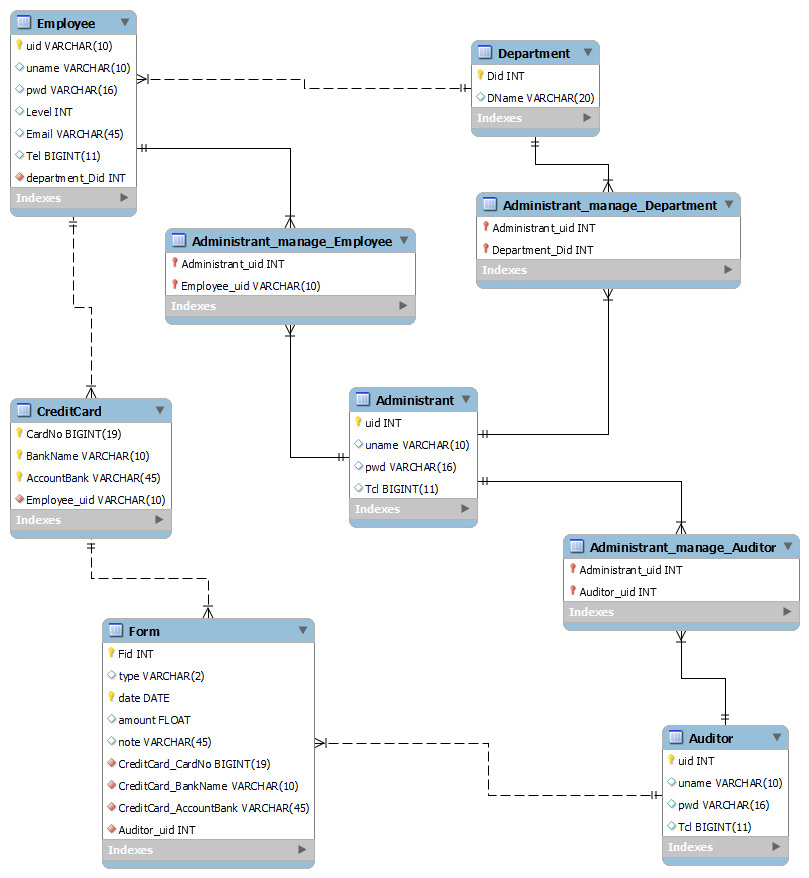 Employee
uid VARCHAR(10)
uname VARCHAR(10)
pwd VARCHAR(16)
Level INT
Email VARCHAR(45)
Tel BIGINT(11)
department_Did INT
Indexes
Department
Did INT
DName VARCHAR(20)
Indexes
Administrant_manage_Department
Administrant_uid INT
Department_Did INT
Indexes
Administrant_manage_Employee
Administrant_uid INT
Employee_uid VARCHAR(10)
Indexes
CreditCard
CardNo BIGINT(19)
BankName VARCHAR(10)
AccountBank VARCHAR(45)
Employee_uid VARCHAR(10)
Indexes
Administrant
uid INT
uname VARCHAR(10)
pwd VARCHAR(16)
Tcl BIGINT(11)
Indexes
Administrant_manage_Auditor
Administrant_uid INT
Auditor_uid INT
Indexes
Form
Fid INT
type VARCHAR(2)
date DATE
amount FLOAT
note VARCHAR(45)
CreditCard_CardNo BIGINT(19)
CreditCard_BankName VARCHAR(10)
CreditCard_AccountBank VARCHAR(45)
Auditor_uid INT
Indexes
Auditor
uid INT
uname VARCHAR(10)
pwd VARCHAR(16)
Tcl BIGINT(11)
Indexes